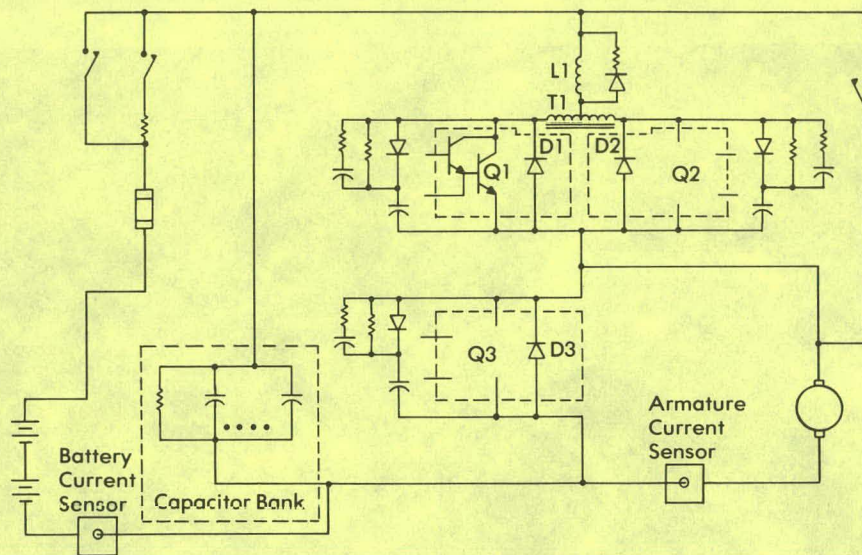 L1
T1
D1
D2
Q1
Q2
Q3
D3
Armature
Current
Sensor
Battery
Current
Sensor
Capacitor Bank